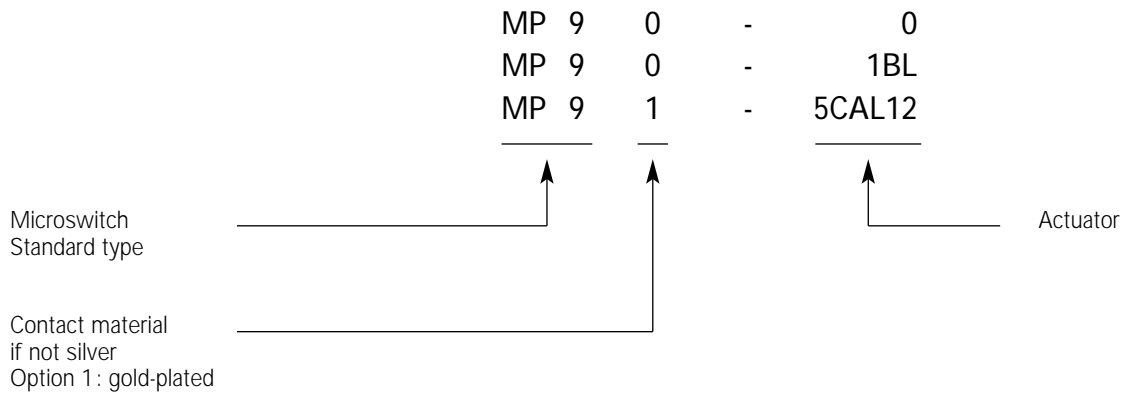 MP 9 0 - 0
MP 9 0 - 1BL
MP 9 1 - 5CAL12
Microswitch
Standard type
Actuator
Contact material
if not silver
Option 1: gold-plated